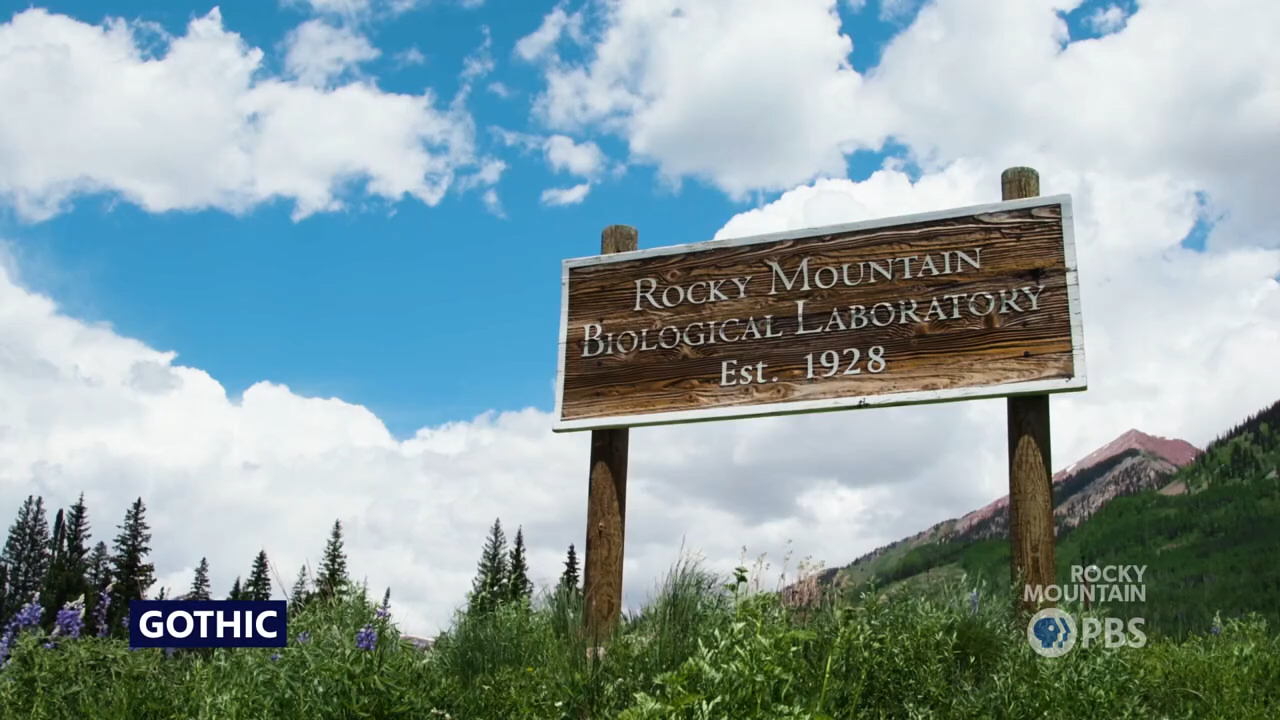 Rocky Mountain
Biological Laboratory
Est. 1928
GOTHIC
ROCKY
MOUNTAIN
PBS